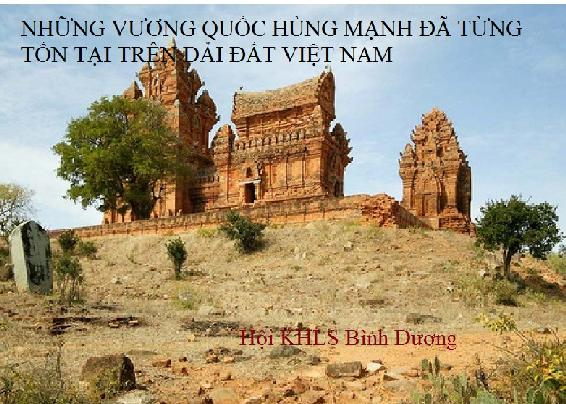 NHỮNG VƯƠNG QUỐC HÙNG MẠNH ĐÃ TỪNG
TỒN TẠI TRÊN DẢI ĐẤT VIỆT NAM
Hội KHLS Bình Dương